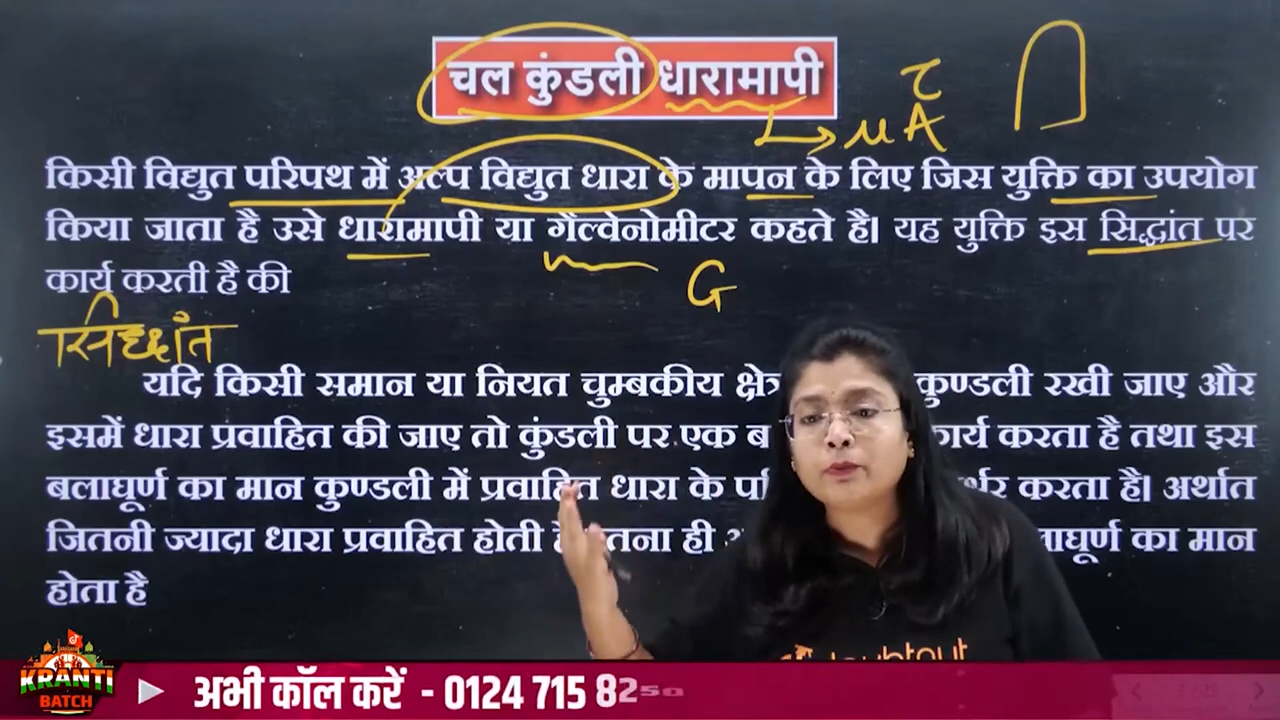 चल कुंडली धारामापी
τ
↳ μA
किसी विद्युत परिपथ में अल्प विद्युत धारा के मापन के लिए जिस युक्ति का उपयोग
किया जाता है उसे धारामापी या गैल्वेनोमीटर कहते है। यह युक्ति इस सिद्धांत पर
कार्य करती है की
G
सिद्धांत
यदि किसी समान या नियत चुम्बकीय कुण्डली रखी जाए और
इसमें धारा प्रवाहित की जाए तो कुंडली पर एक कार्य करता है तथा इस
बलाघूर्ण का मान कुण्डली में प्रवाहित धारा के करता है। अर्थात
जितनी ज्यादा धारा प्रवाहित होती ही का मान
होता है
doubtnut
KRANTI
BATCH
अभी कॉल करें - 0124 715 8250